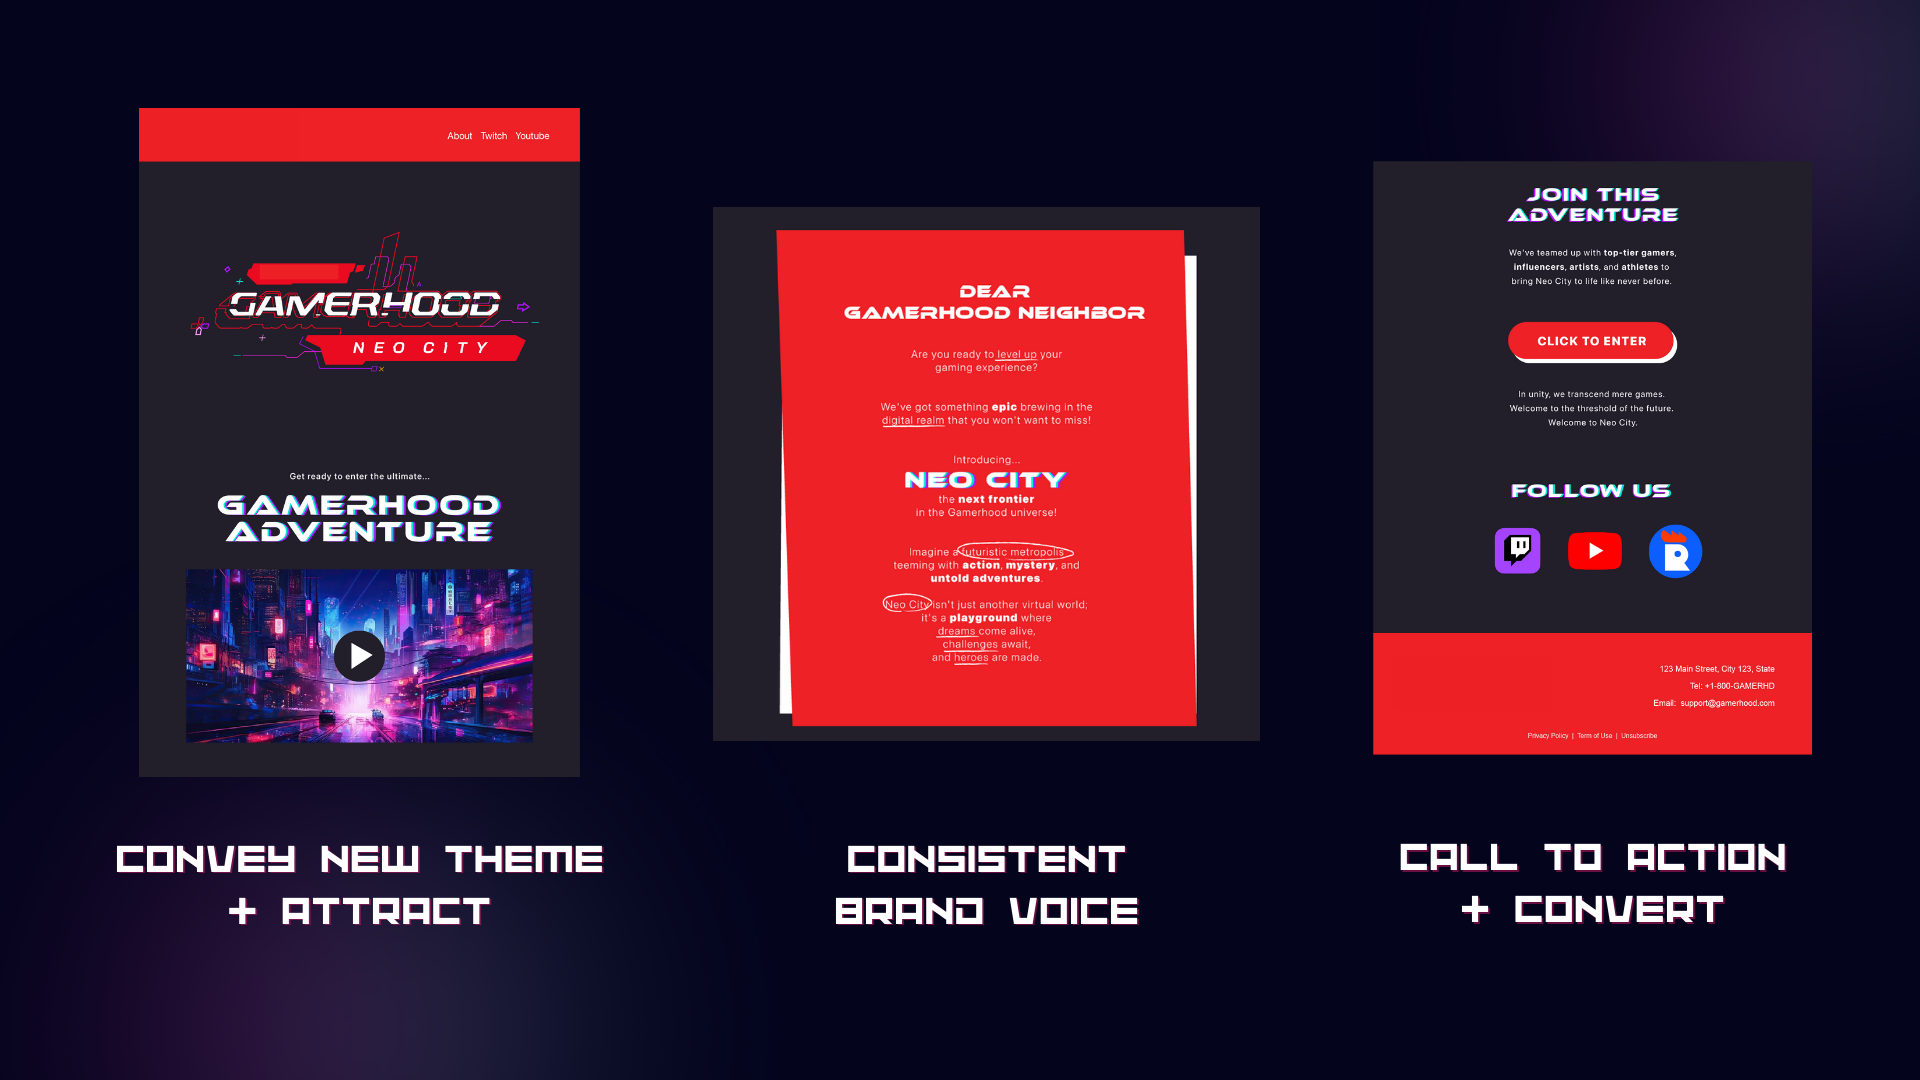 About Twitch Youtube
GAMERHOOD
NEO CITY
Get ready to enter the ultimate...
GAMERHOOD
ADVENTURE
CONVEY NEW THEME
+ ATTRACT
DEAR
GAMERHOOD NEIGHBOR
Are you ready to level up your
gaming experience?
We've got something epic brewing in the
digital realm that you won't want to miss!
Introducing...
NEO CITY
the next frontier
in the Gamerhood universe!
Imagine a futuristic metropolis
teeming with action, mystery, and
untold adventures.
Neo City isn't just another virtual world;
it's a playground where
dreams come alive,
challenges await,
and heroes are made.
CONSISTENT
BRAND VOICE
JOIN THIS
ADVENTURE
We've teamed up with top-tier gamers,
influencers, artists, and athletes to
bring Neo City to life like never before.
CLICK TO ENTER
In unity, we transcend mere games.
Welcome to the threshold of the future.
Welcome to Neo City.
FOLLOW US
R
123 Main Street, City 123, State
Tel: +1-800-GAMERHD
Email: support@gamerhood.com
Privacy Policy | Term of Use | Unsubscribe
CALL TO ACTION
+ CONVERT